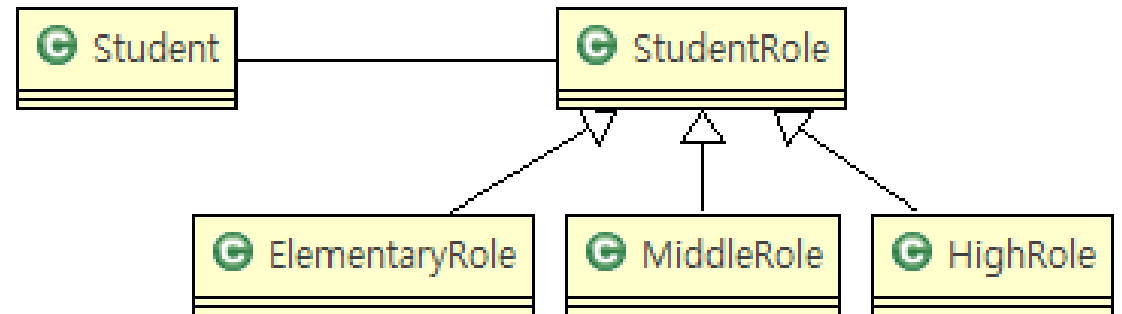 C Student
C StudentRole
C ElementaryRole
C MiddleRole
C HighRole